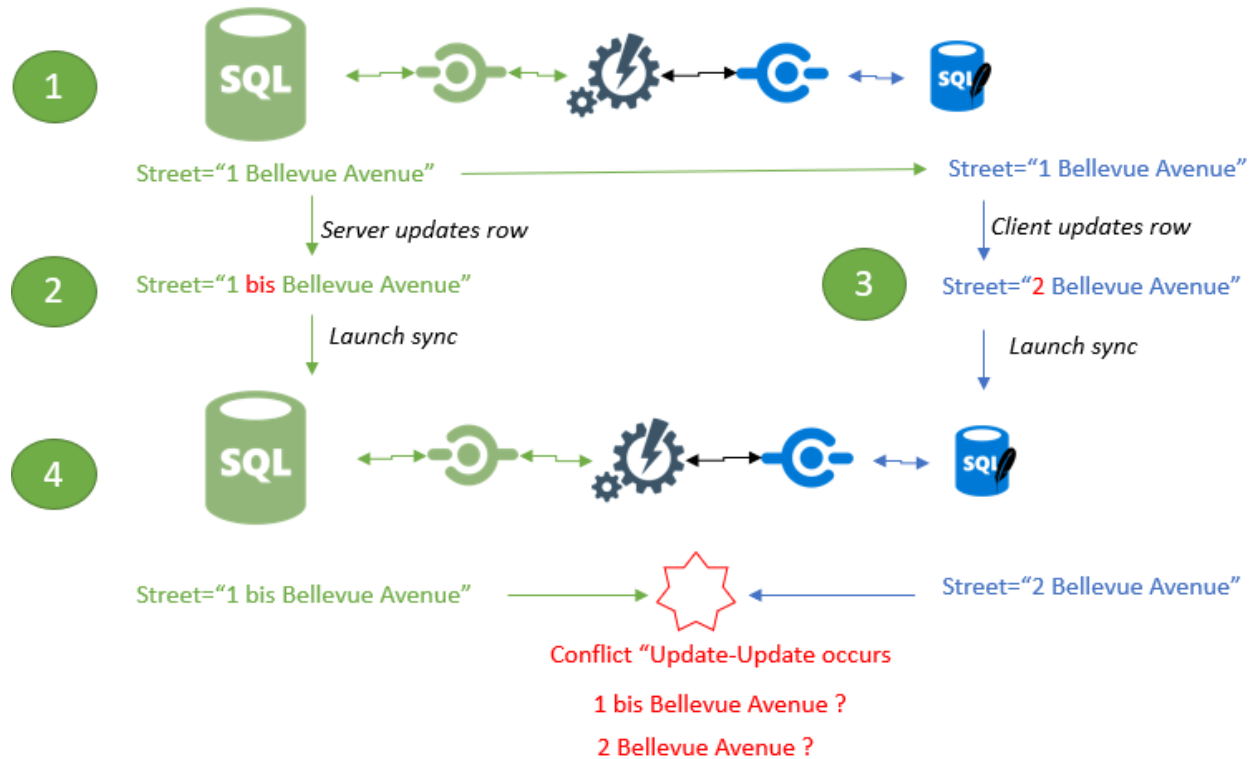 1
SQL
SQL
Street=“1 Bellevue Avenue”
Street=“1 Bellevue Avenue”
Server updates row
Client updates row
2
Street=“1 bis Bellevue Avenue”
3
Street=“2 Bellevue Avenue”
Launch sync
Launch sync
4
SQL
SQL
Street=“1 bis Bellevue Avenue”
Street=“2 Bellevue Avenue”
Conflict “Update-Update occurs
1 bis Bellevue Avenue ?
2 Bellevue Avenue ?